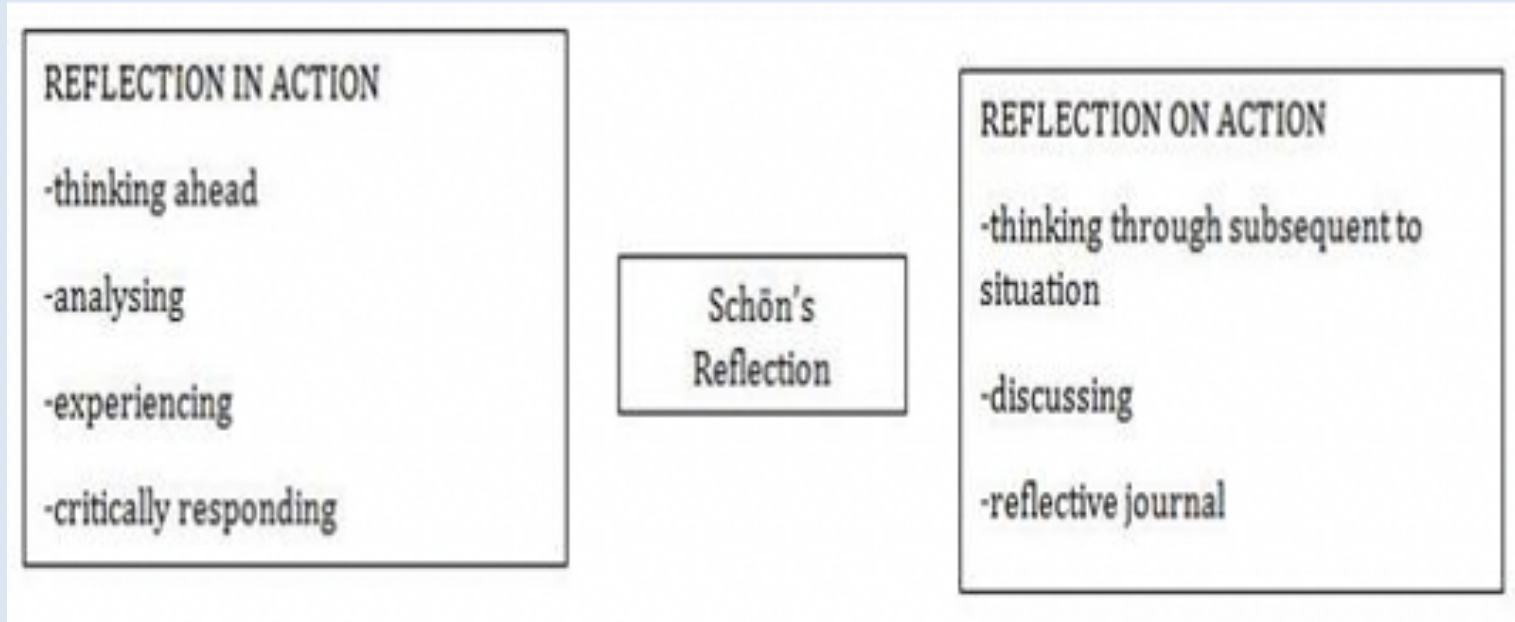 REFLECTION IN ACTION
-thinking ahead
-analysing
-experiencing
-critically responding
Schön's
Reflection
REFLECTION ON ACTION
-thinking through subsequent to
situation
-discussing
-reflective journal